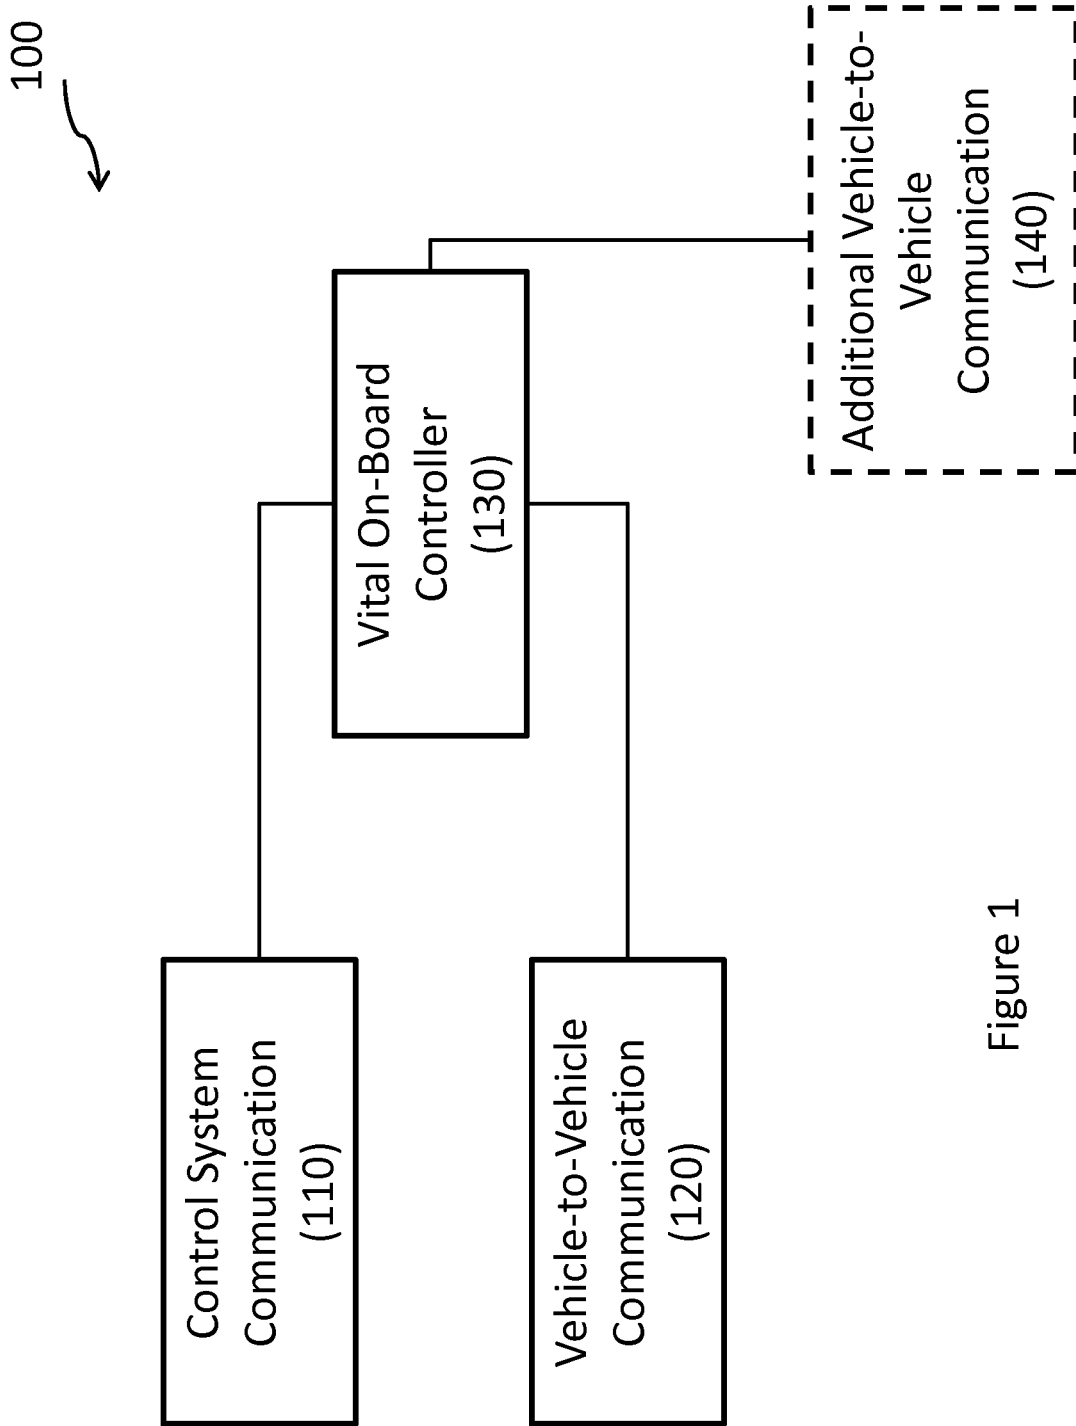 100
Control System
Communication
(110)
Vital On-Board
Controller
(130)
Vehicle-to-Vehicle
Communication
(120)
Additional Vehicle-to-
Vehicle
Communication
(140)
Figure 1